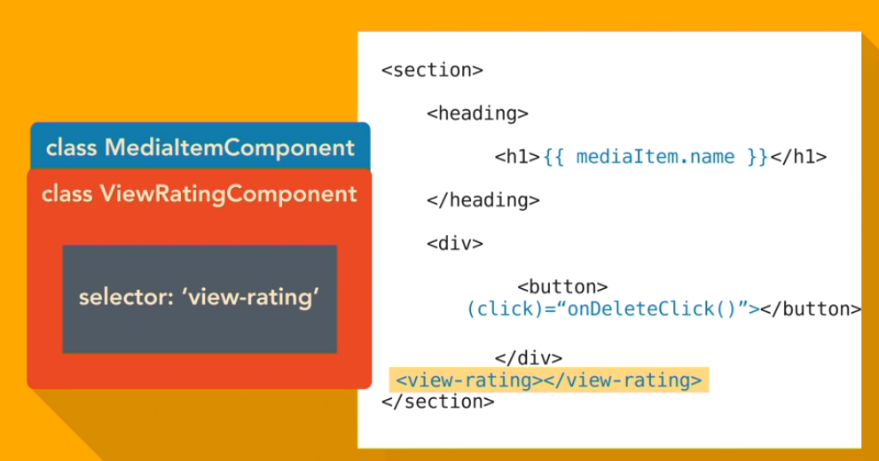 class MediaItemComponent
class ViewRatingComponent
selector: ‘view-rating’
<section>
<heading>
<h1>{{ mediaItem.name }}</h1>
</heading>
<div>
<button>
(click)=“onDeleteClick()”></button>
</div>
<view-rating></view-rating>
</section>